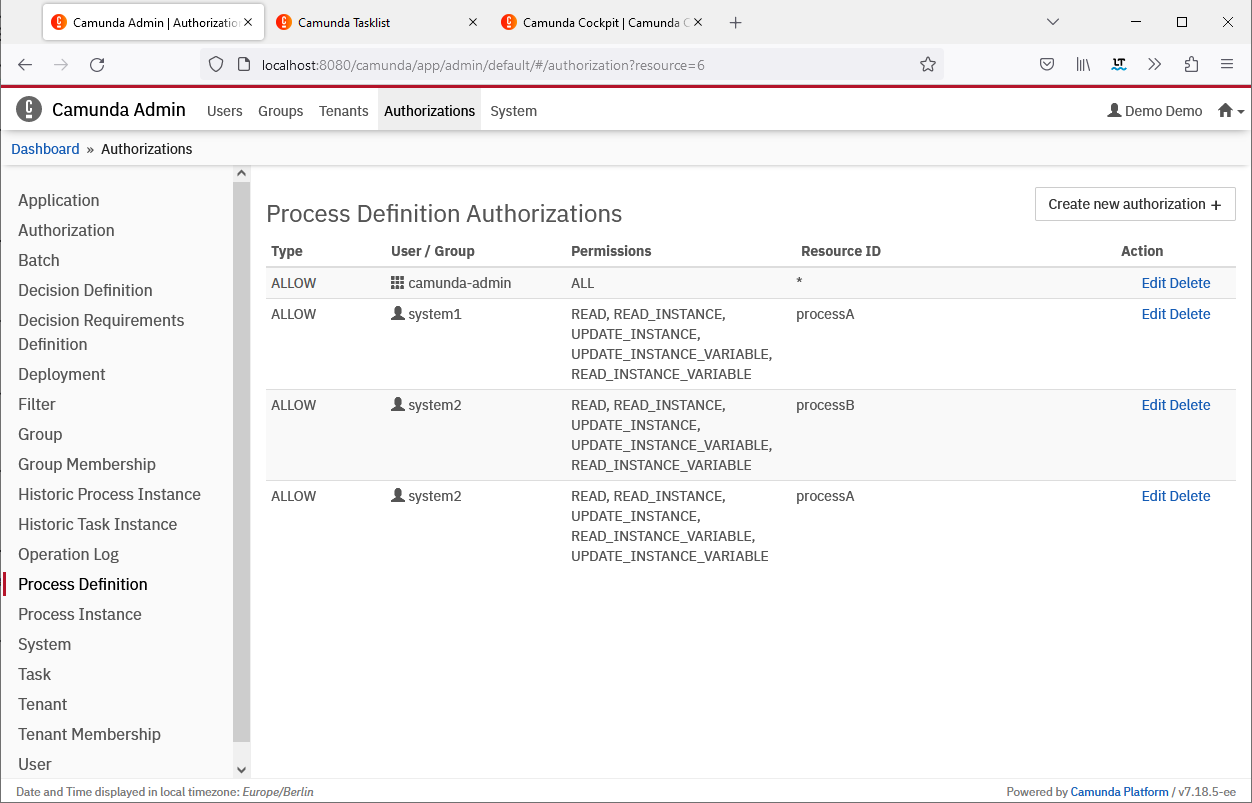 Camunda Admin | Authorizatio
Camunda Tasklist
Camunda Cockpit | Camunda C
localhost:8080/camunda/app/admin/default/#/authorization?resource=6
LT
Camunda Admin Users Groups Tenants Authorizations System
Demo Demo
Dashboard » Authorizations
Application
Authorization
Batch
Decision Definition
Decision Requirements
Definition
Deployment
Filter
Group
Group Membership
Historic Process Instance
Historic Task Instance
Operation Log
Process Definition
Process Instance
System
Task
Tenant
Tenant Membership
User
Process Definition Authorizations
Create new authorization +
Type User / Group Permissions Resource ID Action
ALLOW camunda-admin ALL * Edit Delete
ALLOW system1 READ, READ_INSTANCE, processA Edit Delete
UPDATE_INSTANCE,
UPDATE_INSTANCE_VARIABLE,
READ_INSTANCE_VARIABLE
ALLOW system2 READ, READ_INSTANCE, processB Edit Delete
UPDATE_INSTANCE,
UPDATE_INSTANCE_VARIABLE,
READ_INSTANCE_VARIABLE
ALLOW system2 READ, READ_INSTANCE, processA Edit Delete
UPDATE_INSTANCE,
READ_INSTANCE_VARIABLE,
UPDATE_INSTANCE_VARIABLE
Date and Time displayed in local timezone: Europe/Berlin
Powered by Camunda Platform / v7.18.5-ee